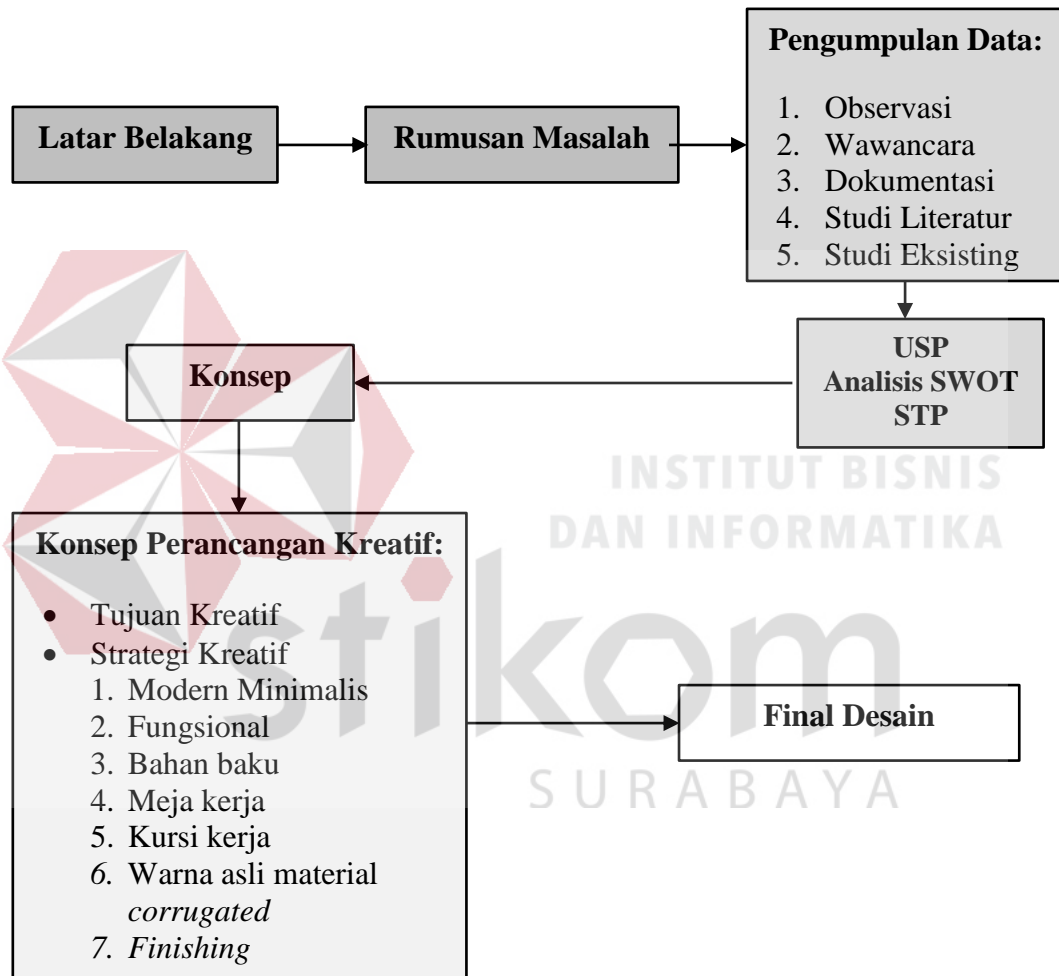 Latar Belakang
Rumusan Masalah
Pengumpulan Data:
1. Observasi
2. Wawancara
3. Dokumentasi
4. Studi Literatur
5. Studi Eksisting
USP
Analisis SWOT
STP
Konsep
Konsep Perancangan Kreatif:
• Tujuan Kreatif
• Strategi Kreatif
1. Modern Minimalis
2. Fungsional
3. Bahan baku
4. Meja kerja
5. Kursi kerja
6. Warna asli material
corrugated
7. Finishing
Final Desain
INSTITUT BISNIS
DAN INFORMATIKA
stikom
SURABAYA